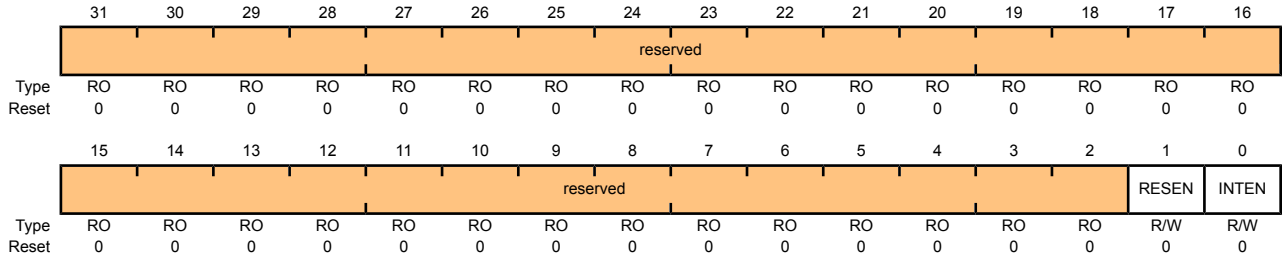 31 30 29 28 27 26 25 24 23 22 21 20 19 18 17 16
reserved
Type RO RO RO RO RO RO RO RO RO RO RO RO RO RO RO RO
Reset 0 0 0 0 0 0 0 0 0 0 0 0 0 0 0 0
15 14 13 12 11 10 9 8 7 6 5 4 3 2 1 0
reserved RESEN INTEN
Type RO RO RO RO RO RO RO RO RO RO RO RO RO RO R/W R/W
Reset 0 0 0 0 0 0 0 0 0 0 0 0 0 0 0 0